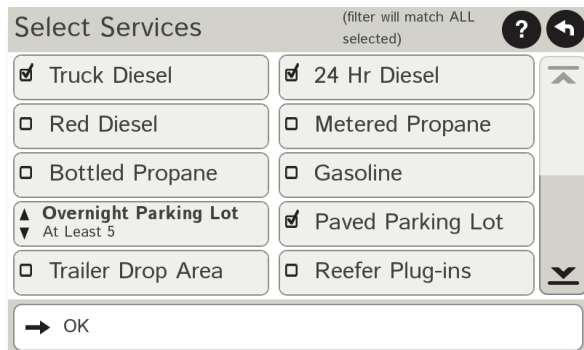 Select Services
(filter will match ALL
selected)
?
Truck Diesel
24 Hr Diesel
Red Diesel
Metered Propane
Bottled Propane
Gasoline
Overnight Parking Lot
At Least 5
Paved Parking Lot
Trailer Drop Area
Reefer Plug-ins
OK